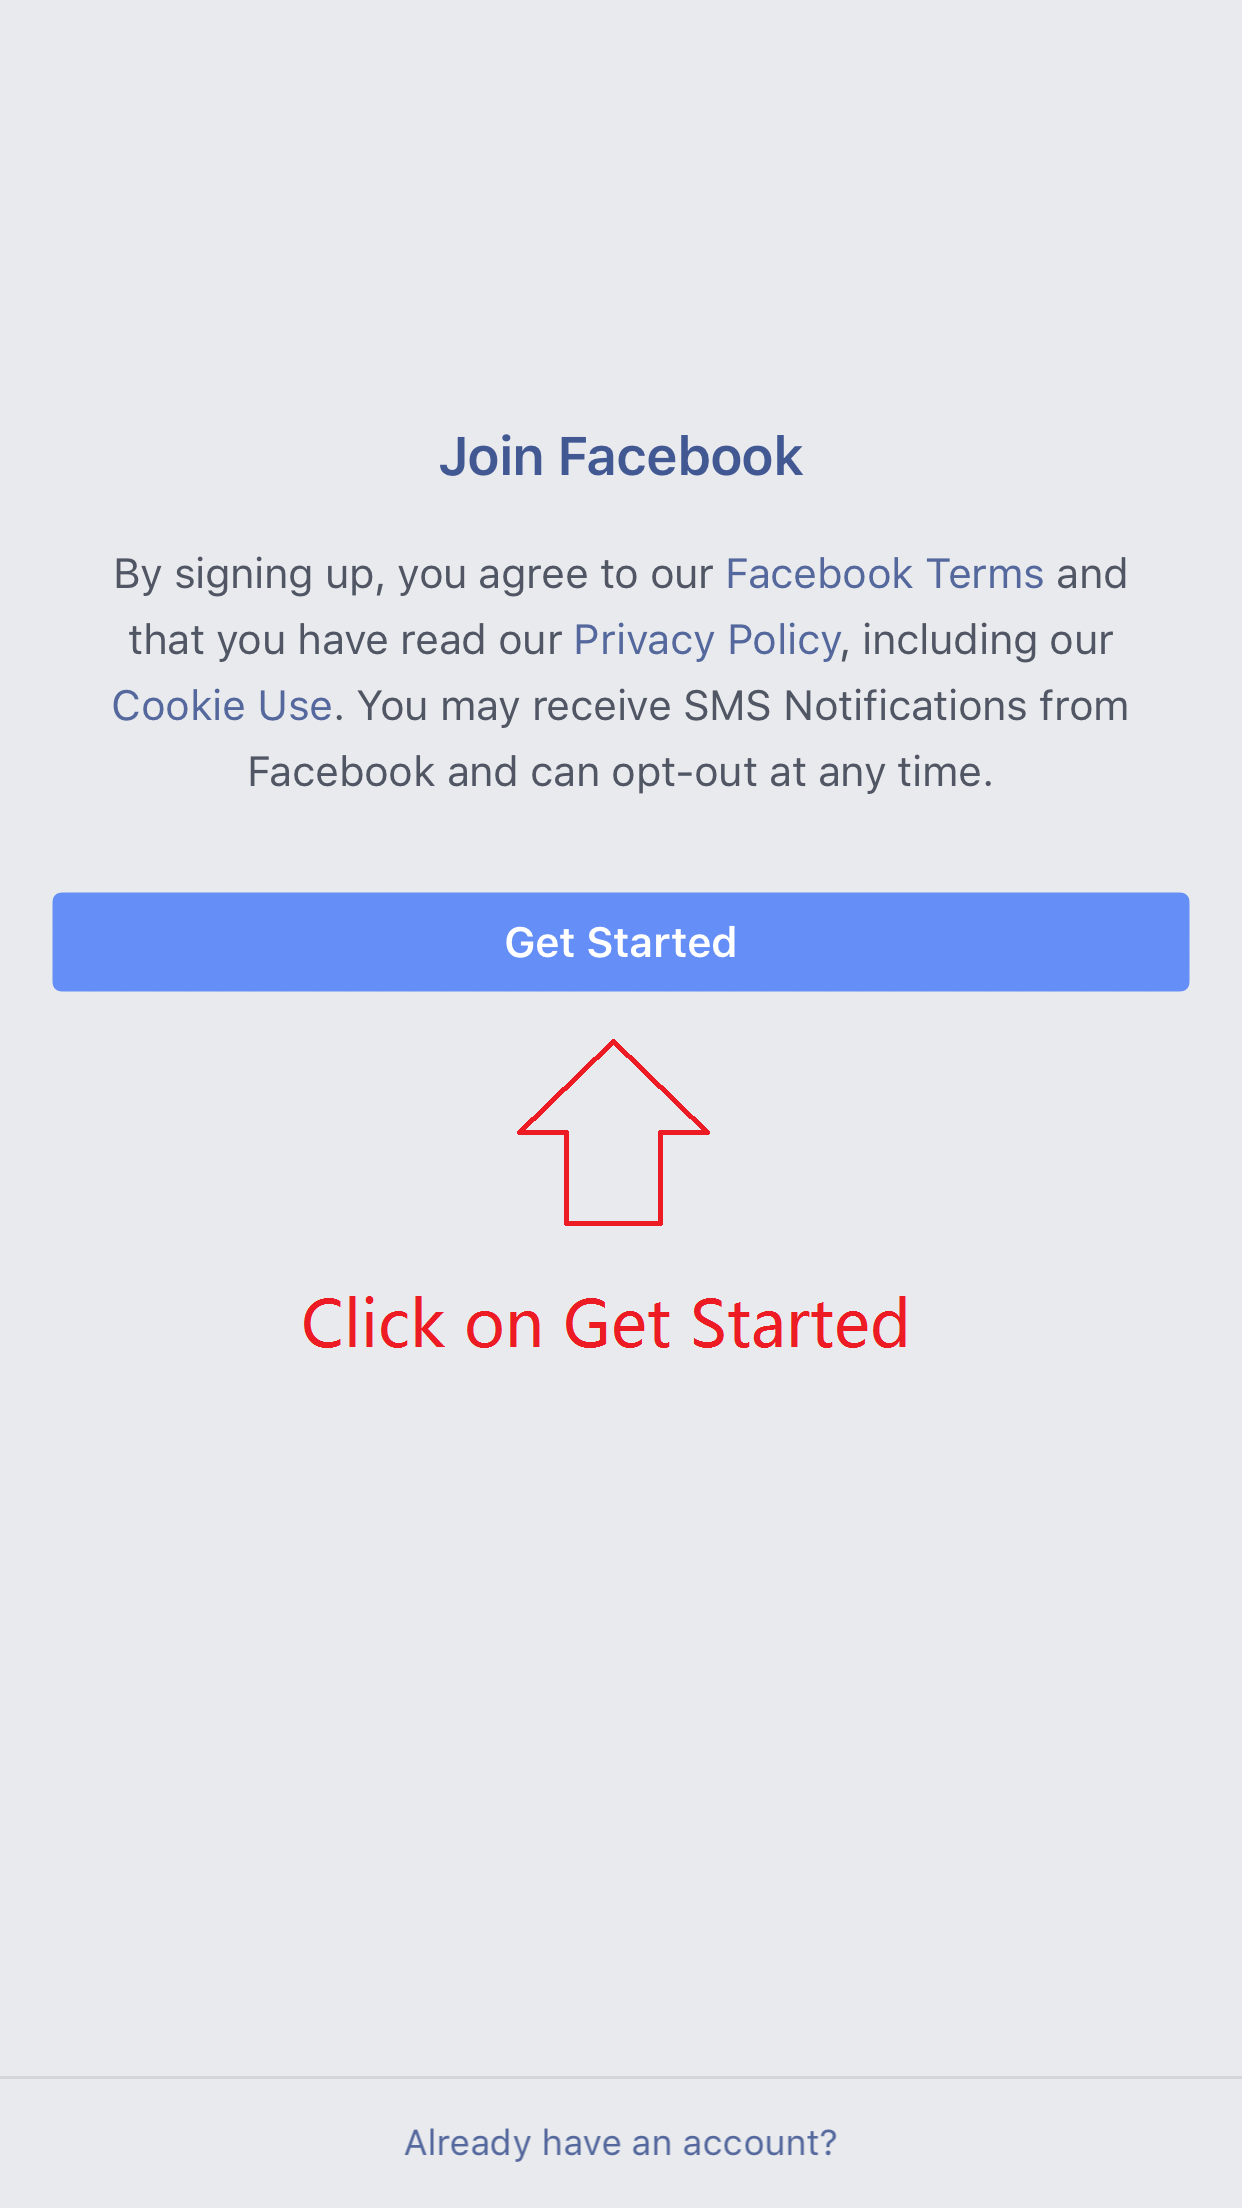 Join Facebook
By signing up, you agree to our Facebook Terms and
that you have read our Privacy Policy, including our
Cookie Use. You may receive SMS Notifications from
Facebook and can opt-out at any time.
Get Started
Click on Get Started
Already have an account?